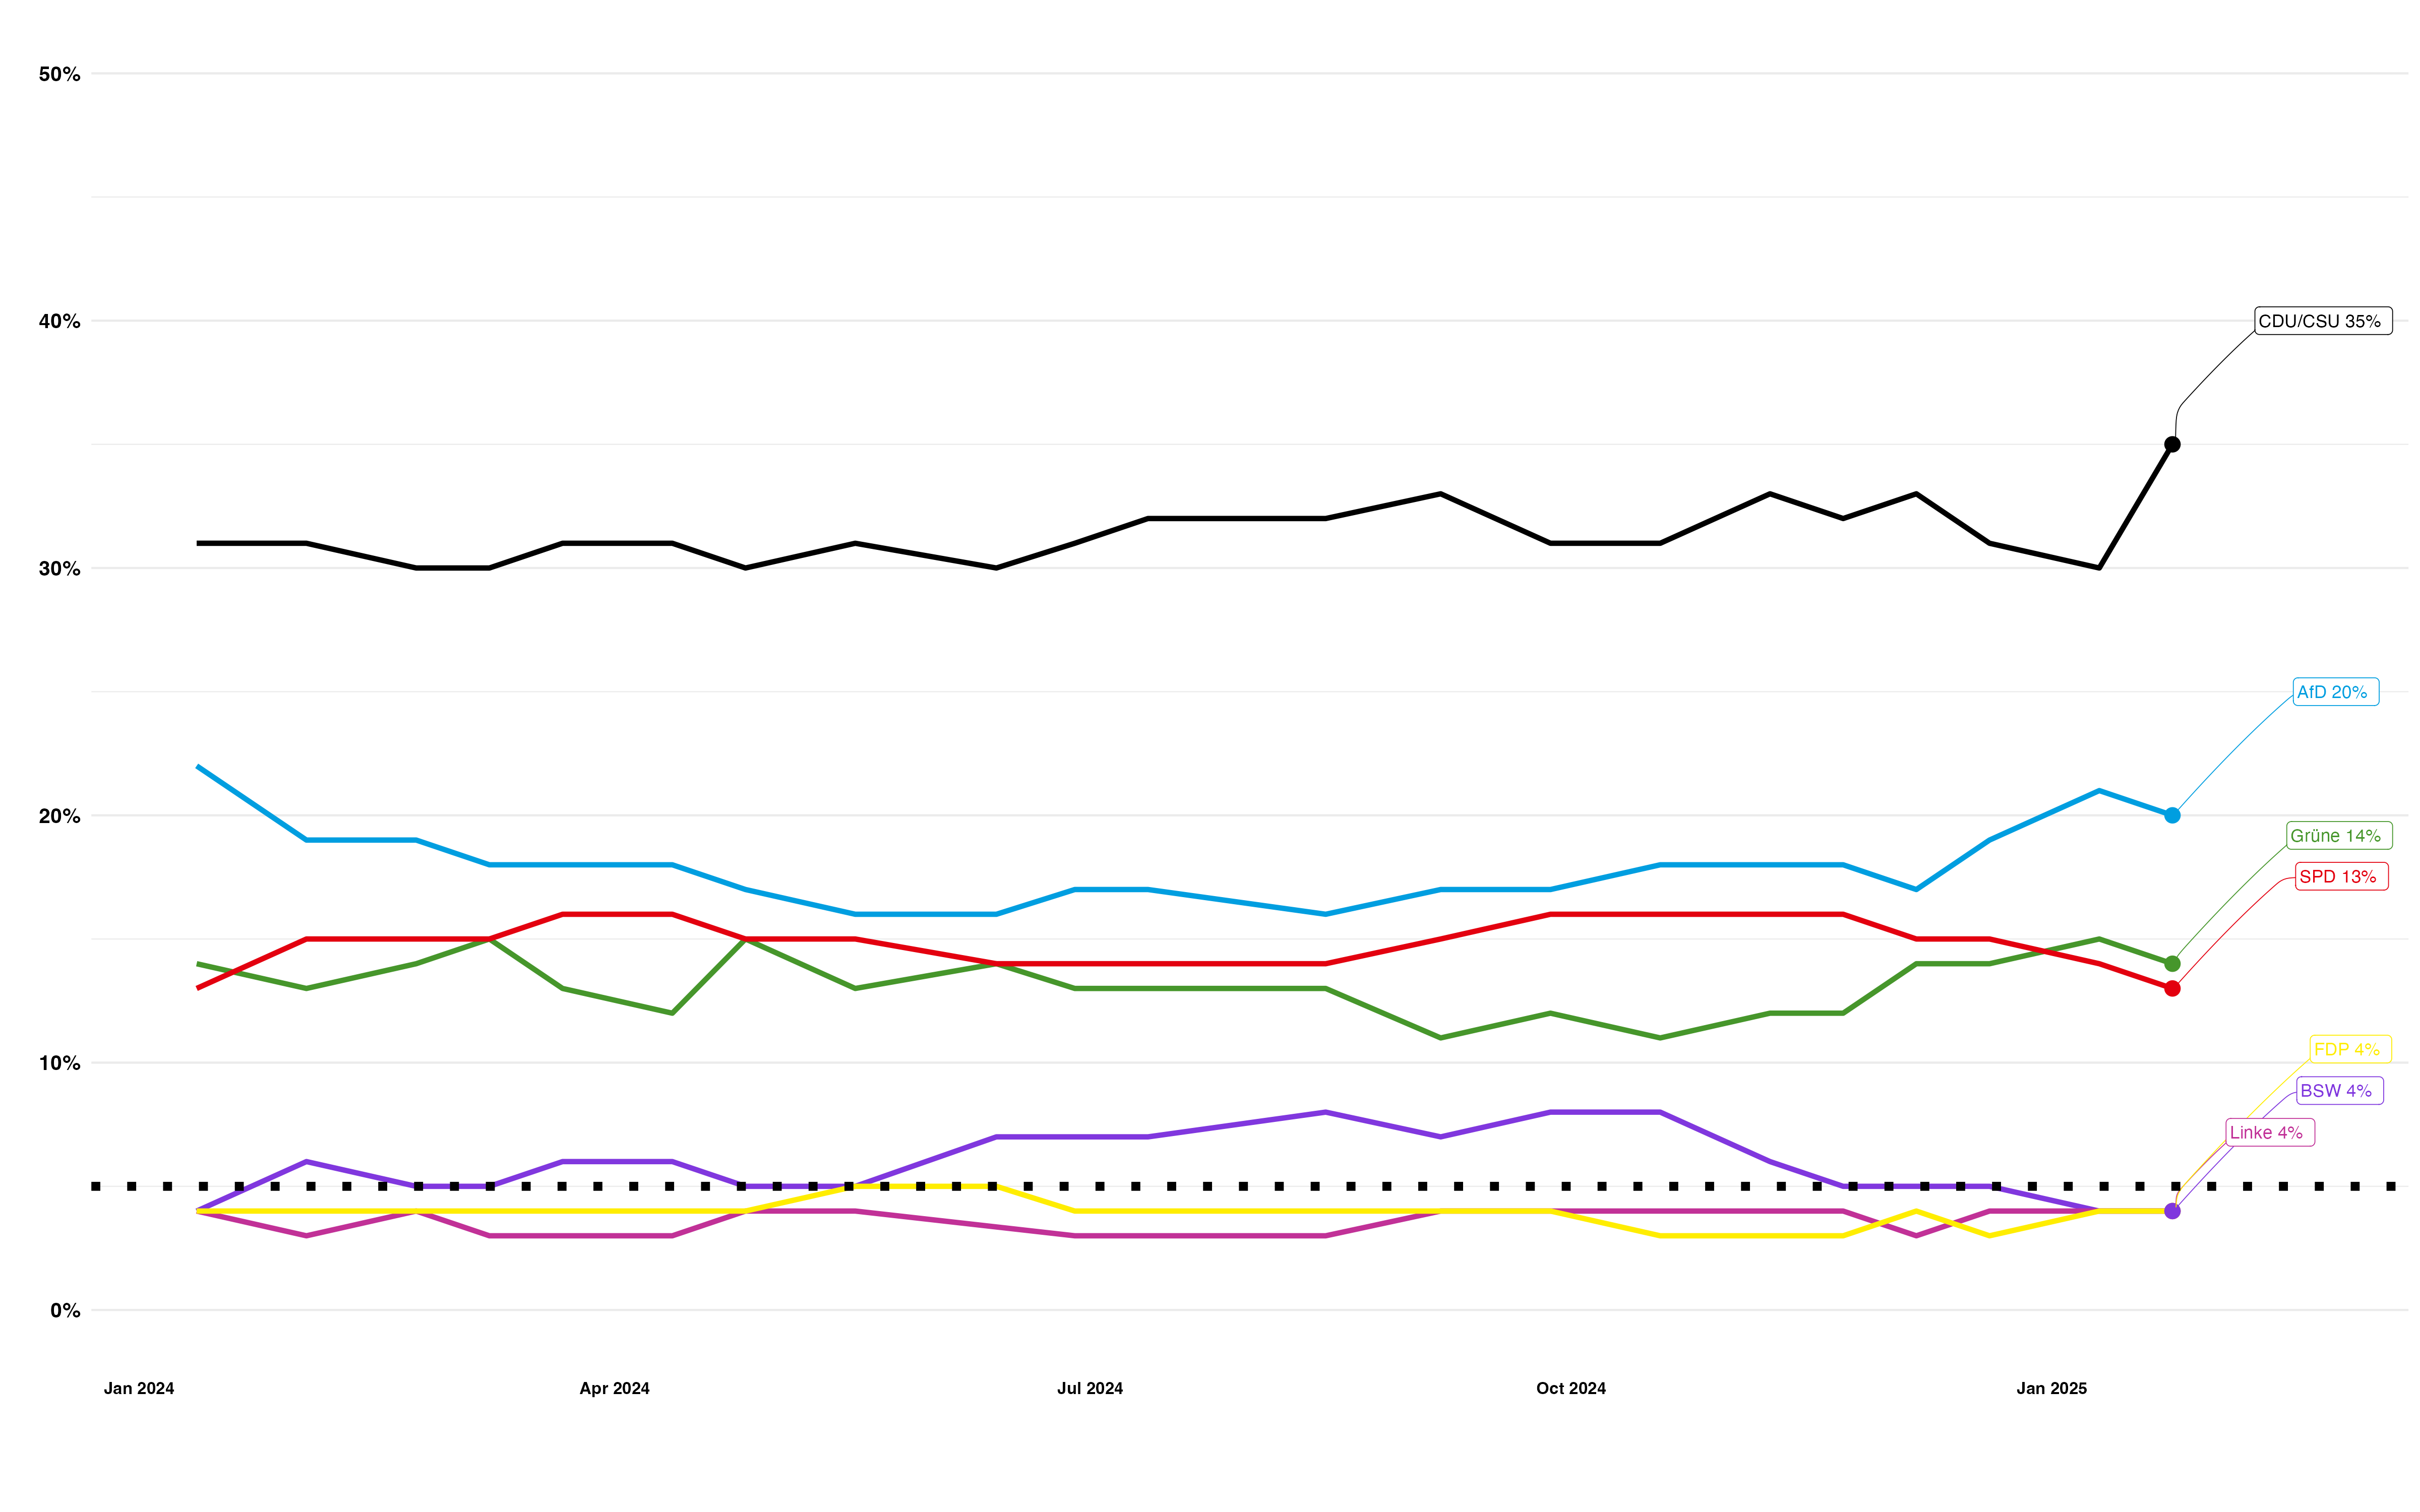 50%
40%
30%
20%
10%
0%
CDU/CSU 35%
AfD 20%
Grüne 14%
SPD 13%
FDP 4%
BSW 4%
Linke 4%
Jan 2024
Apr 2024
Jul 2024
Oct 2024
Jan 2025